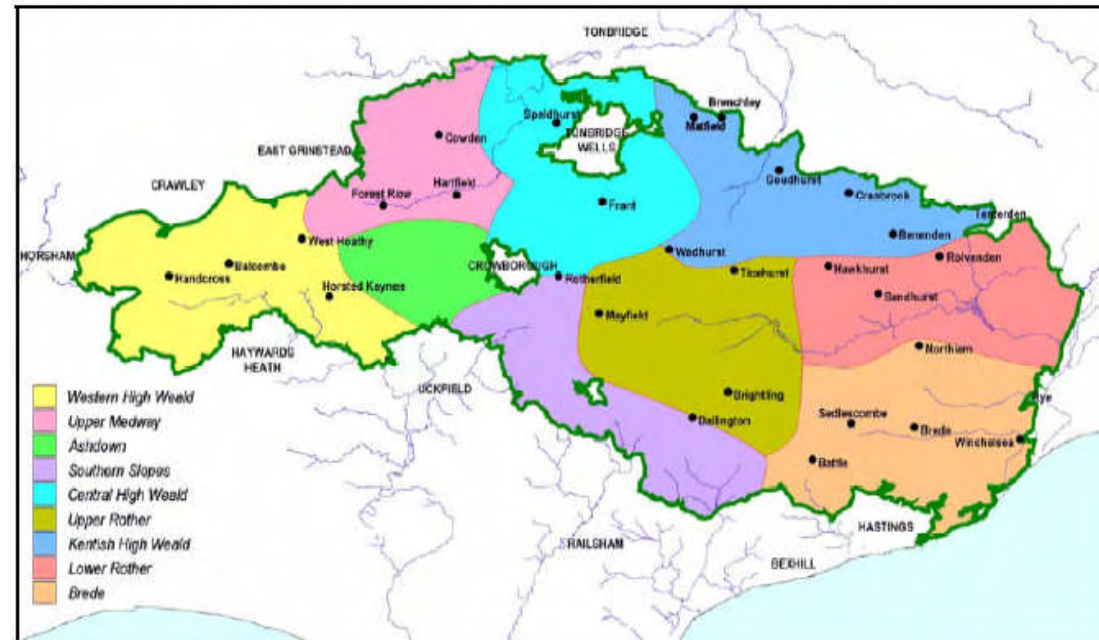 TONBRIDGE
Brenchley
Matfield
Speldhurst
TONBRIDGE
WELLS
Cowden
EAST GRINSTEAD
Goudhurst
CRAWLEY
Hartfield
Cranbrook
Forest Row
Frant
Tenterden
Benenden
West Hoathly
Wadhurst
HORSHAM
Balcombe
CROWBOROUGH
Rolvenden
Handcross
Rotherfield
Ticehurst
Hawkhurst
Horsted Keynes
Sandhurst
Mayfield
Northiam
HAYWARDS
HEATH
UCKFIELD
Brightling
Rye
Dallington
Sedlescombe
Brede
Winchelsea
Battle
HASTINGS
HAILSHAM
BEXHILL
Western High Weald
Upper Medway
Ashdown
Southern Slopes
Central High Weald
Upper Rother
Kentish High Weald
Lower Rother
Brede